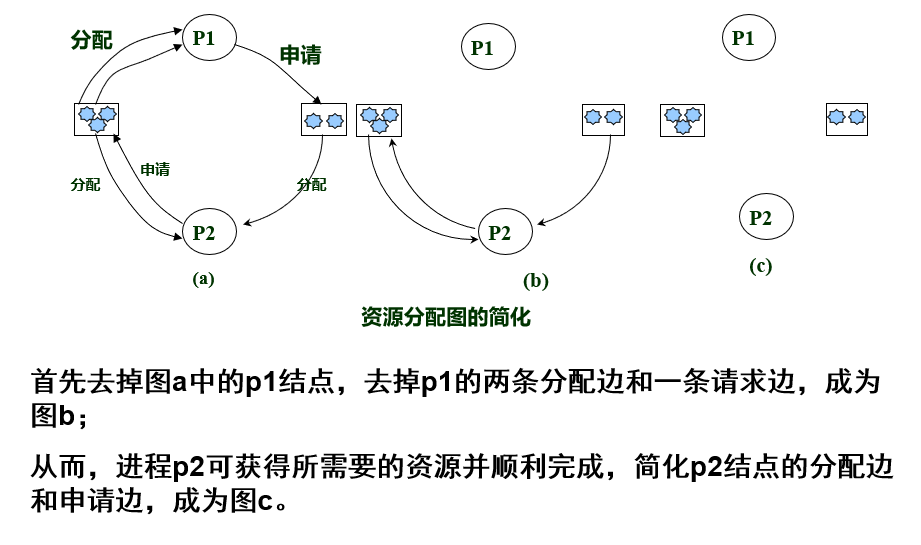 分配
P1
申请
分配
申请
分配
P2
(a)
P1
P2
(b)
P1
P2
(c)
资源分配图的简化
首先去掉图a中的p1结点，去掉p1的两条分配边和一条请求边，成为
图b；
从而，进程p2可获得所需要的资源并顺利完成，简化p2结点的分配边
和申请边，成为图c。